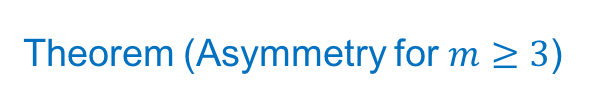 Theorem (Asymmetry for 𝑚 ≥ 3)